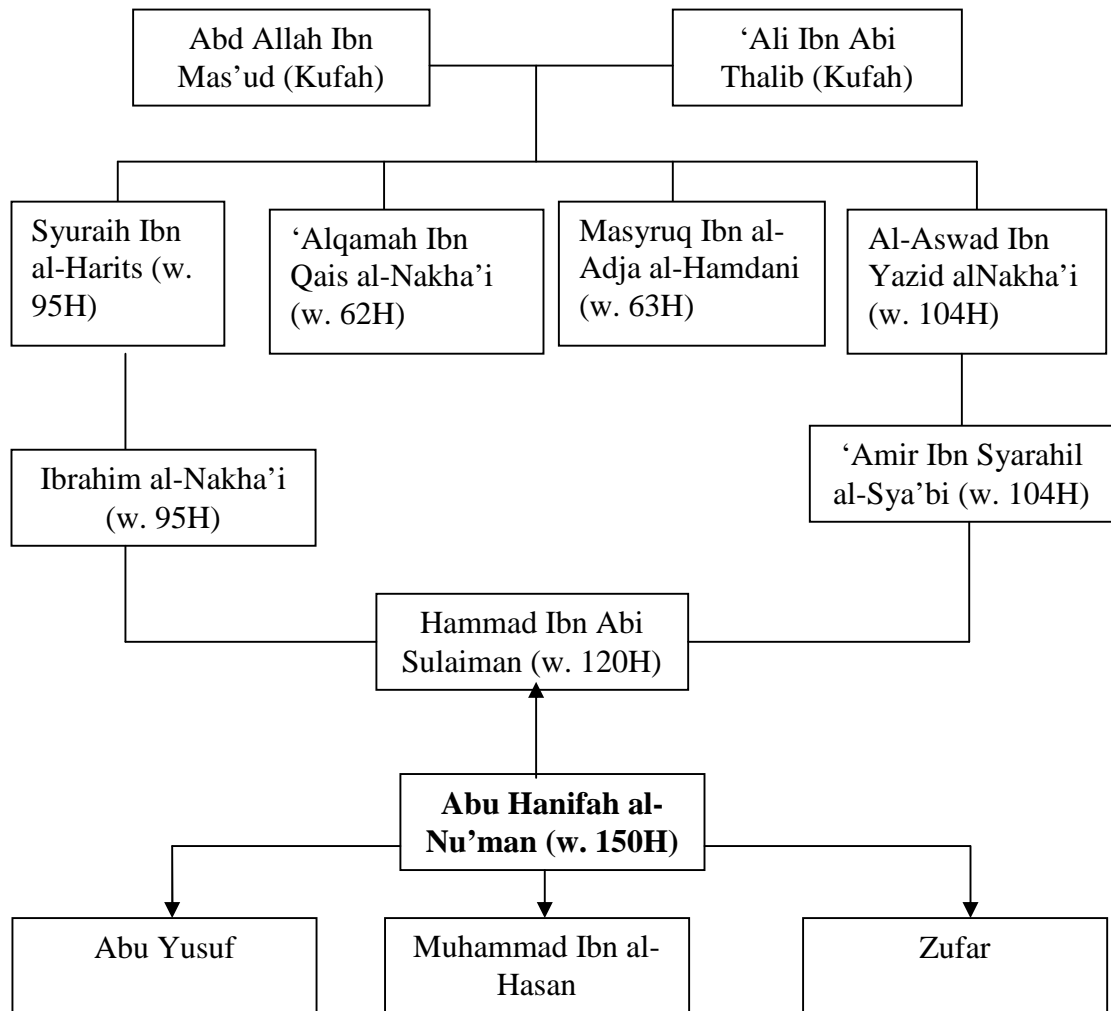 Abd Allah Ibn
Mas’ud (Kufah)
‘Ali Ibn Abi
Thalib (Kufah)
Syuraih Ibn
al-Harits (w.
95H)
‘Alqamah Ibn
Qais al-Nakha’i
(w. 62H)
Masyruq Ibn al-
Adja al-Hamdani
(w. 63H)
Al-Aswad Ibn
Yazid alNakha’i
(w. 104H)
Ibrahim al-Nakha’i
(w. 95H)
‘Amir Ibn Syarahil
al-Sya’bi (w. 104H)
Hammad Ibn Abi
Sulaiman (w. 120H)
Abu Hanifah al-
Nu’man (w. 150H)
Abu Yusuf
Muhammad Ibn al-
Hasan
Zufar